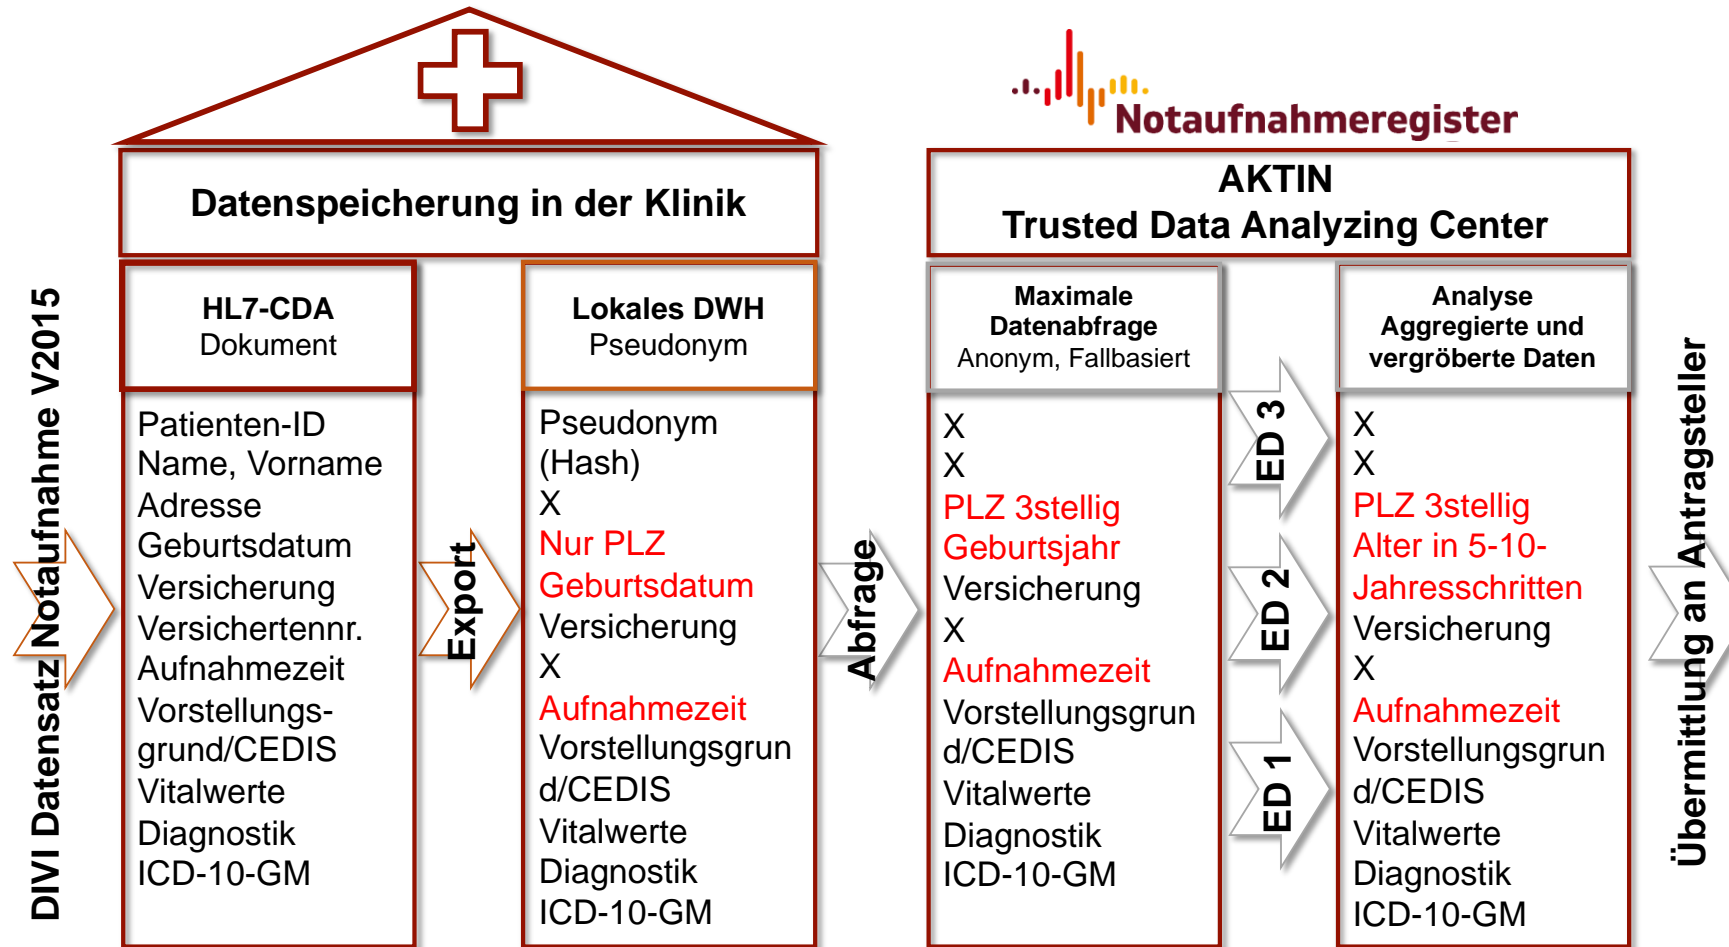 Notaufnahmeregister
Datenspeicherung in der Klinik
AKTIN
Trusted Data Analyzing Center
DIVI Datensatz Notaufnahme V2015
HL7-CDA
Dokument
Patienten-ID
Name, Vorname
Adresse
Geburtsdatum
Versicherung
Versichertennr.
Aufnahmezeit
Vorstellungs-
grund/CEDIS
Vitalwerte
Diagnostik
ICD-10-GM
Export
Lokales DWH
Pseudonym
Pseudonym
(Hash)
X
Nur PLZ
Geburtsdatum
Versicherung
X
Aufnahmezeit
Vorstellungsgrun
d/CEDIS
Vitalwerte
Diagnostik
ICD-10-GM
Abfrage
Maximale
Datenabfrage
Anonym, Fallbasiert
X
X
PLZ 3stellig
Geburtsjahr
Versicherung
X
Aufnahmezeit
Vorstellungsgrun
d/CEDIS
Vitalwerte
Diagnostik
ICD-10-GM
ED 3
ED 2
ED 1
Analyse
Aggregierte und
vergröberte Daten
X
X
PLZ 3stellig
Alter in 5-10-
Jahresschritten
Versicherung
X
Aufnahmezeit
Vorstellungsgrun
d/CEDIS
Vitalwerte
Diagnostik
ICD-10-GM
Übermittlung an Antragsteller